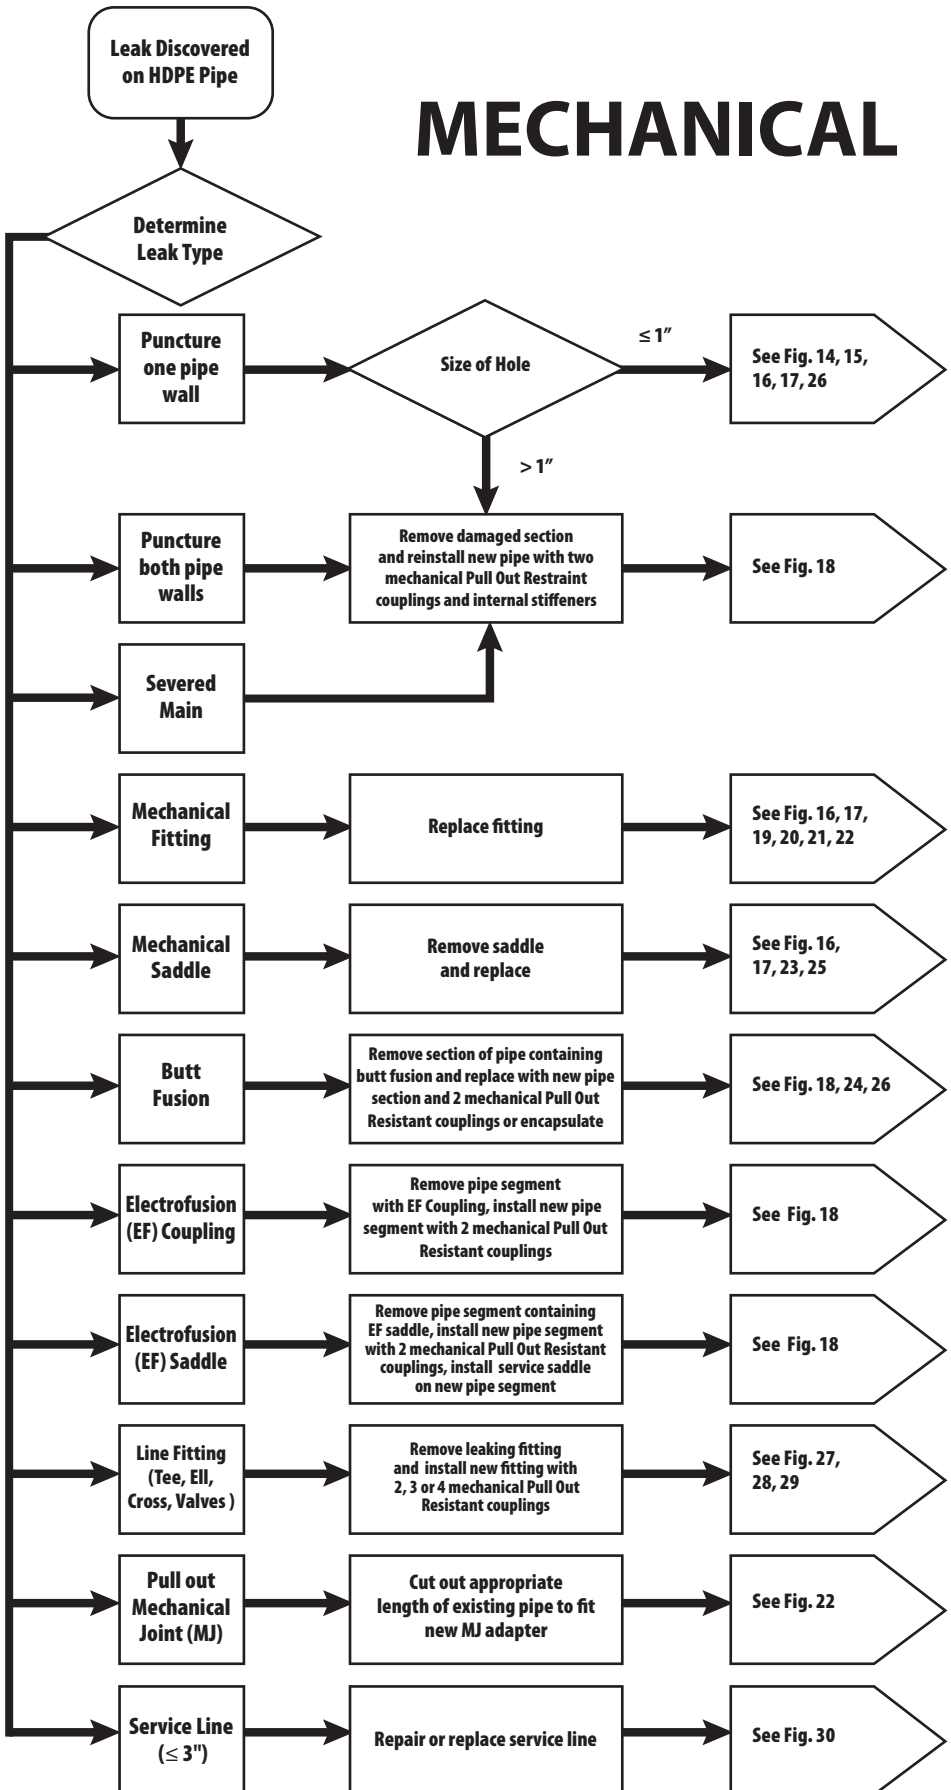 Leak Discovered
on HDPE Pipe
MECHANICAL
Determine
Leak Type
Puncture
one pipe
wall
Size of Hole
≤ 1"
See Fig. 14, 15,
16, 17, 26
> 1"
Puncture
both pipe
walls
Remove damaged section
and reinstall new pipe with two
mechanical Pull Out Restraint
couplings and internal stiffeners
See Fig. 18
Severed
Main
Mechanical
Fitting
Replace fitting
See Fig. 16, 17,
19, 20, 21, 22
Mechanical
Saddle
Remove saddle
and replace
See Fig. 16,
17, 23, 25
Butt
Fusion
Remove section of pipe containing
butt fusion and replace with new pipe
section and 2 mechanical Pull Out
Resistant couplings or encapsulate
See Fig. 18, 24, 26
Electrofusion
(EF) Coupling
Remove pipe segment
with EF Coupling, install new pipe
segment with 2 mechanical Pull Out
Resistant couplings
See Fig. 18
Electrofusion
(EF) Saddle
Remove pipe segment containing
EF saddle, install new pipe segment
with 2 mechanical Pull Out Resistant
couplings, install service saddle
on new pipe segment
See Fig. 18
Line Fitting
(Tee, Ell,
Cross, Valves )
Remove leaking fitting
and install new fitting with
2, 3 or 4 mechanical Pull Out
Resistant couplings
See Fig. 27,
28, 29
Pull out
Mechanical
Joint (MJ)
Cut out appropriate
length of existing pipe to fit
new MJ adapter
See Fig. 22
Service Line
(≤ 3")
Repair or replace service line
See Fig. 30